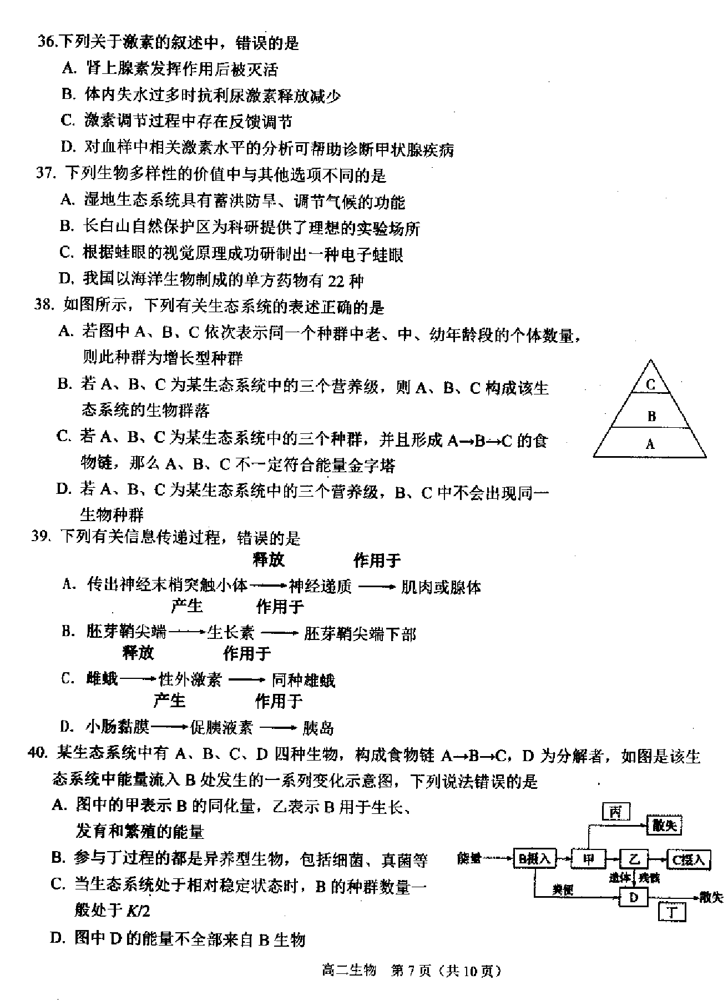 36.下列关于激素的叙述中，错误的是
A. 肾上腺素发挥作用后被灭活
B. 体内失水过多时抗利尿激素释放减少
C. 激素调节过程中存在反馈调节
D. 对血样中相关激素水平的分析可帮助诊断甲状腺疾病
37. 下列生物多样性的价值中与其他选项不同的是
A. 湿地生态系统具有蓄洪防旱、调节气候的功能
B. 长白山自然保护区为科研提供了理想的实验场所
C. 根据蛙眼的视觉原理成功研制出一种电子蛙眼
D. 我国以海洋生物制成的单方药物有 22 种
38. 如图所示，下列有关生态系统的表述正确的是
A. 若图中 A、B、C 依次表示同一个种群中老、中、幼年龄段的个体数量，
则此种群为增长型种群
B. 若 A、B、C 为某生态系统中的三个营养级，则 A、B、C 构成该生
态系统的生物群落
C. 若 A、B、C 为某生态系统中的三个种群，并且形成 A→B→C 的食
物链，那么 A、B、C 不一定符合能量金字塔
D. 若 A、B、C 为某生态系统中的三个营养级，B、C 中不会出现同一
生物种群
C
B
A
39. 下列有关信息传递过程，错误的是
释放 作用于
A. 传出神经末梢突触小体→神经递质→肌肉或腺体
产生 作用于
B. 胚芽鞘尖端→生长素→胚芽鞘尖端下部
释放 作用于
C. 雌蛾→性外激素→同种雄蛾
产生 作用于
D. 小肠黏膜→促胰液素→胰岛
40. 某生态系统中有 A、B、C、D 四种生物，构成食物链 A→B→C，D 为分解者，如图是该生
态系统中能量流入 B 处发生的一系列变化示意图，下列说法错误的是
A. 图中的甲表示 B 的同化量，乙表示 B 用于生长、
发育和繁殖的能量
B. 参与丁过程的都是异养型生物，包括细菌、真菌等
C. 当生态系统处于相对稳定状态时，B 的种群数量一
般处于 K/2
D. 图中 D 的能量不全部来自 B 生物
丙
散失
能量→B摄入→甲→乙→C摄入
遗体 残骸
粪便
D
散失
丁
高二生物 第 7 页（共 10 页）